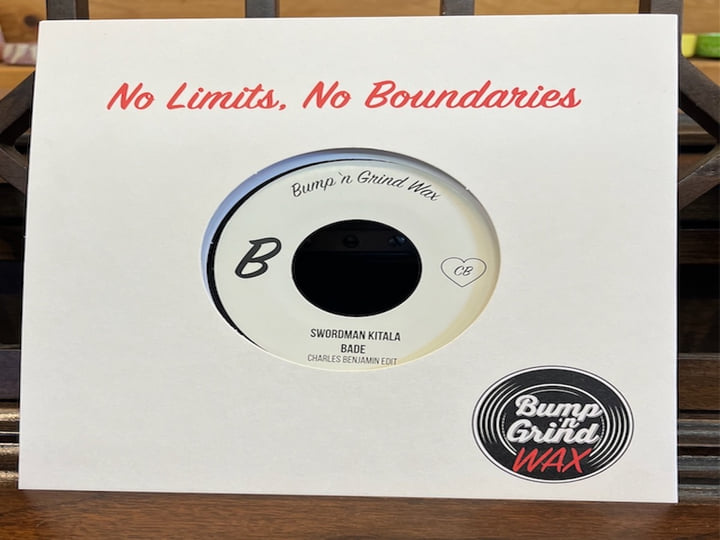 No Limits, No Boundaries
Bump 'n Grind Wax
B
CB
SWORDMAN KITALA
BADE
CHARLES BENJAMIN EDIT
Bump
'n
Grind
WAX